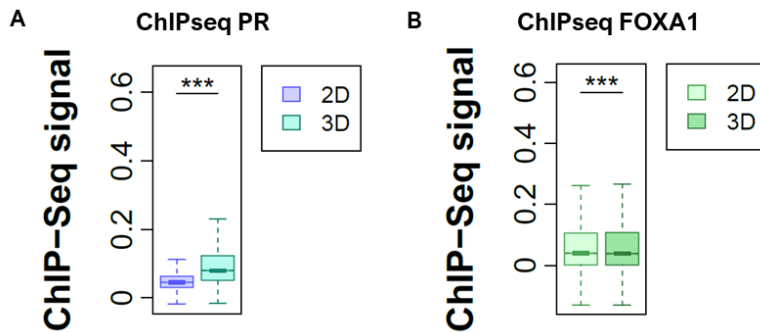 A
ChIPseq PR
ChIP-Seq signal
0.6
0.4
0.2
0
***
2D
3D
B
ChIPseq FOXA1
ChIP-Seq signal
0.6
0.4
0.2
0
***
2D
3D